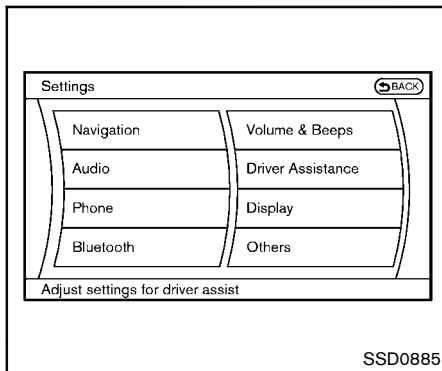 Settings
BACK
Navigation
Volume & Beeps
Audio
Driver Assistance
Phone
Display
Bluetooth
Others
Adjust settings for driver assist
SSD0885